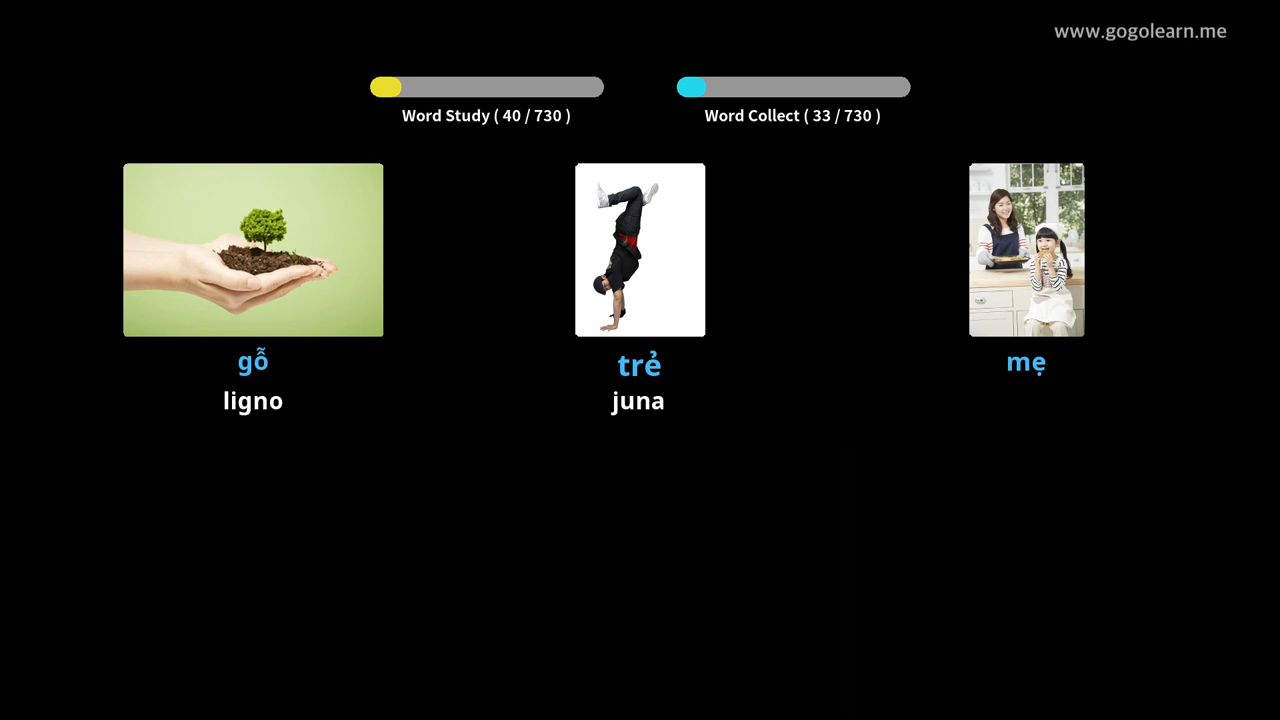 www.gogolearn.me
Word Study ( 40 / 730 )
Word Collect ( 33 / 730 )
gỗ
ligno
trẻ
juna
mẹ